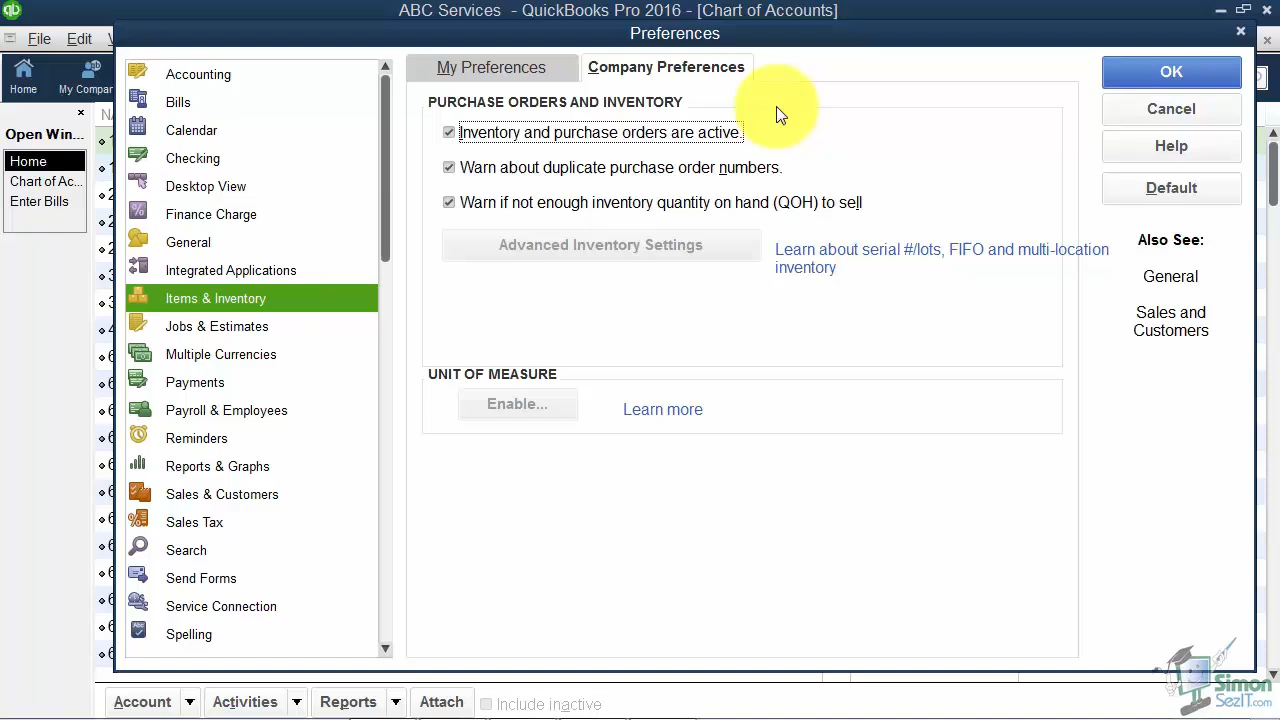 ABC Services - QuickBooks Pro 2016 - [Chart of Accounts]
File Edit
Preferences
Home
My Compar
Open Win...
Home
Chart of Ac...
Enter Bills
Accounting
Bills
Calendar
Checking
Desktop View
Finance Charge
General
Integrated Applications
Items & Inventory
Jobs & Estimates
Multiple Currencies
Payments
Payroll & Employees
Reminders
Reports & Graphs
Sales & Customers
Sales Tax
Search
Send Forms
Service Connection
Spelling
My Preferences
Company Preferences
PURCHASE ORDERS AND INVENTORY
Inventory and purchase orders are active.
Warn about duplicate purchase order numbers.
Warn if not enough inventory quantity on hand (QOH) to sell
Advanced Inventory Settings
Learn about serial #/lots, FIFO and multi-location
inventory
UNIT OF MEASURE
Enable...
Learn more
OK
Cancel
Help
Default
Also See:
General
Sales and
Customers
Account
Activities
Reports
Attach
Include inactive
Simon
SezIT.com